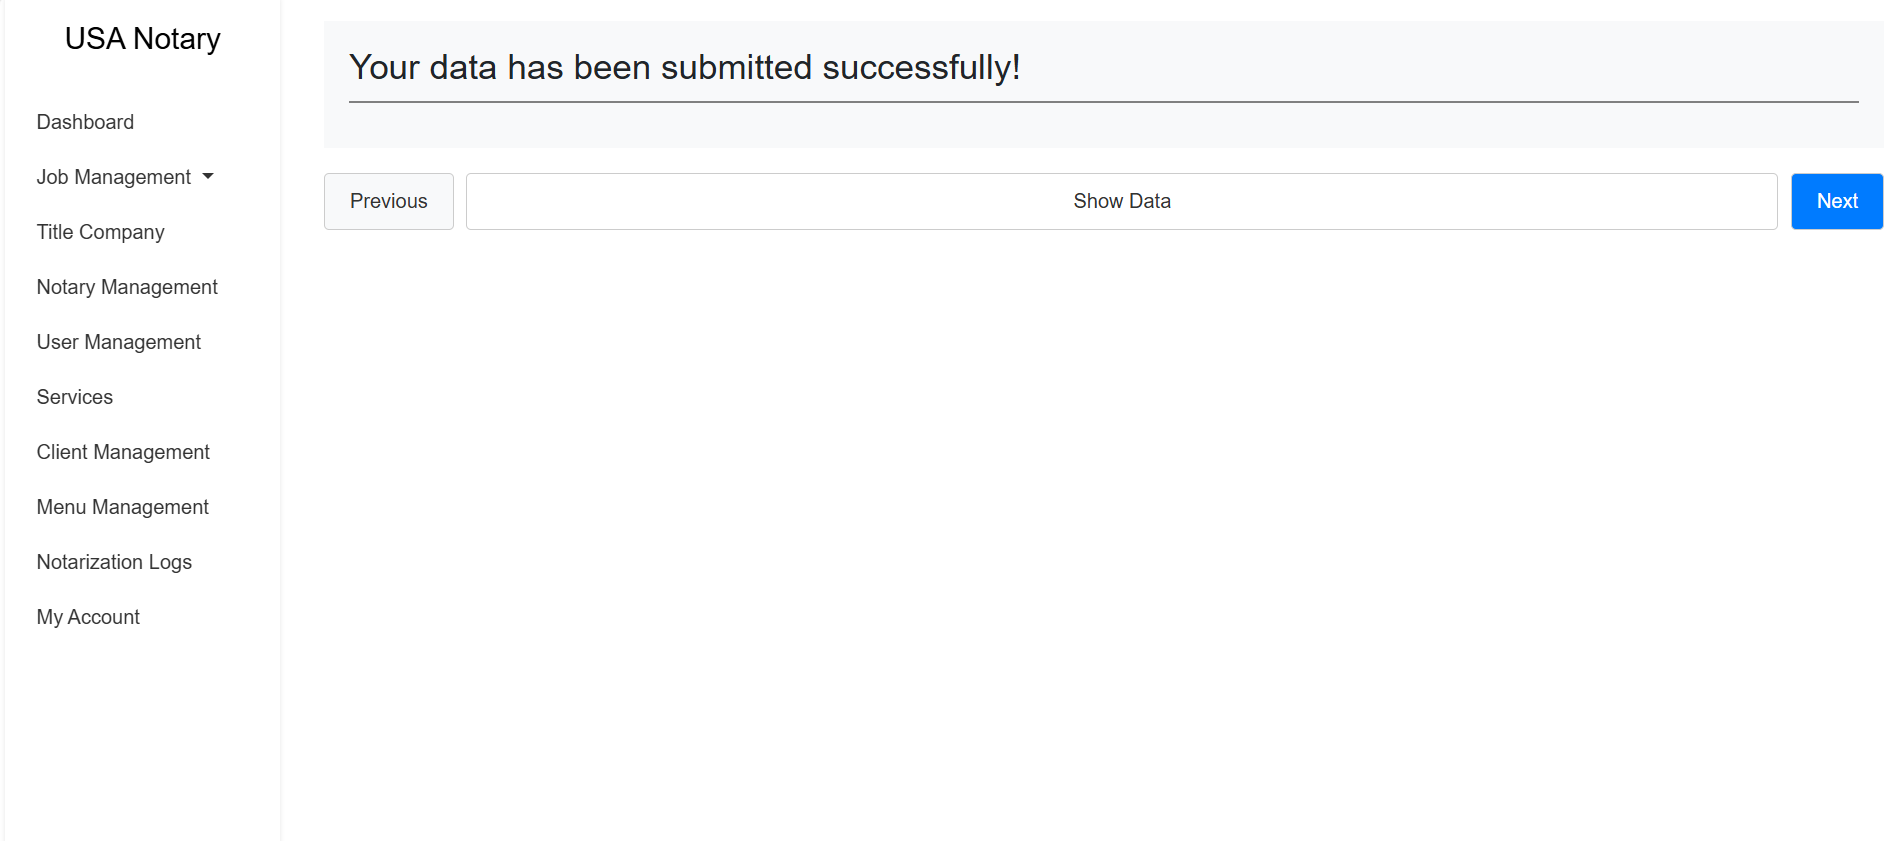 USA Notary
Dashboard
Job Management
Title Company
Notary Management
User Management
Services
Client Management
Menu Management
Notarization Logs
My Account
Your data has been submitted successfully!
Previous
Show Data
Next